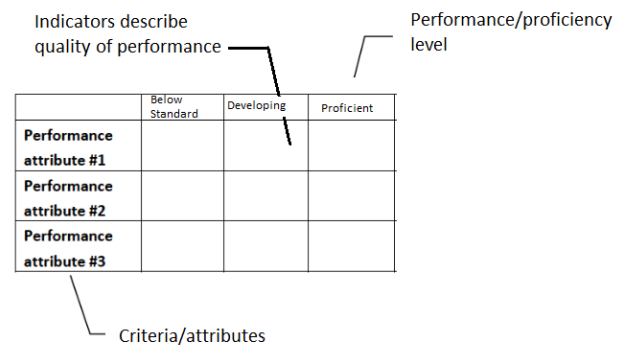 Indicators describe
quality of performance
Performance/proficiency
level
Below
Standard
Developing
Proficient
Performance
attribute #1
Performance
attribute #2
Performance
attribute #3
Criteria/attributes